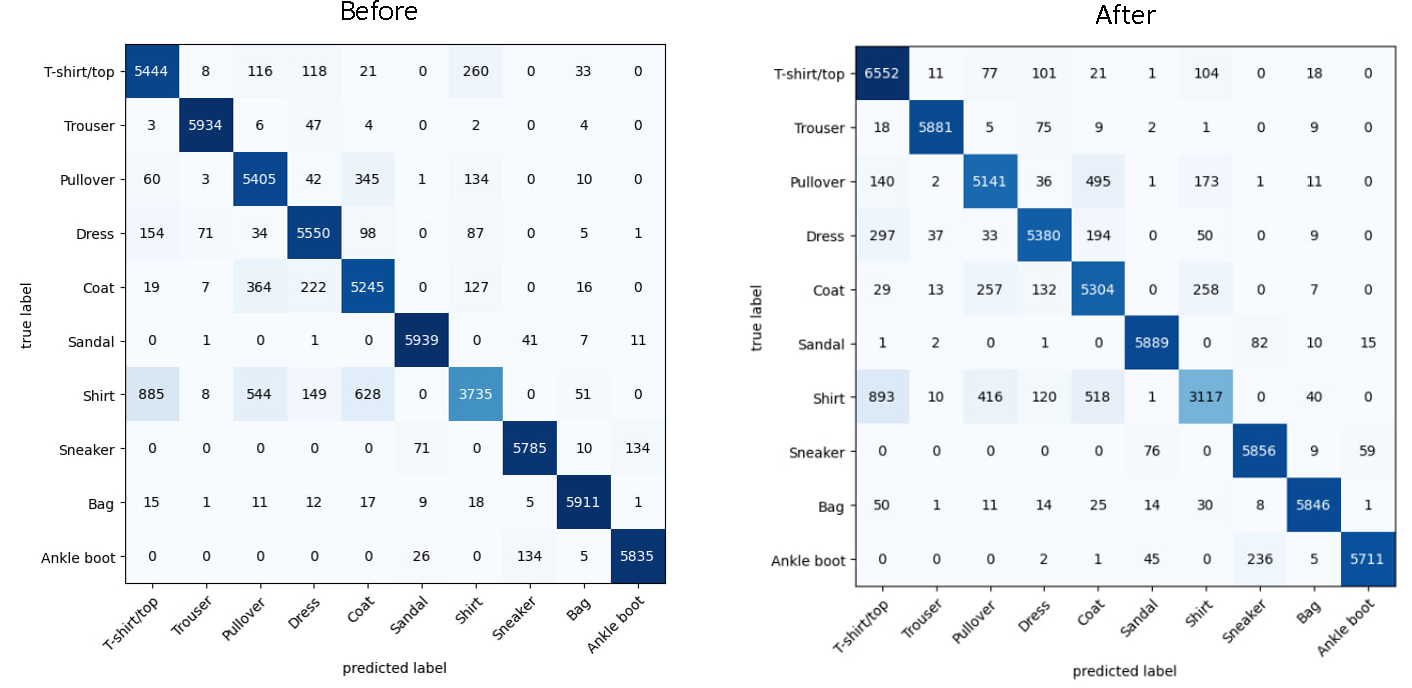 Before
T-shirt/top 5444 8 116 118 21 0 260 0 33 0
Trouser 3 5934 6 47 4 0 2 0 4 0
Pullover 60 3 5405 42 345 1 134 0 10 0
Dress 154 71 34 5550 98 0 87 0 5 1
Coat 19 7 364 222 5245 0 127 0 16 0
Sandal 0 1 0 1 0 5939 0 41 7 11
Shirt 885 8 544 149 628 0 3735 0 51 0
Sneaker 0 0 0 0 0 71 0 5785 10 134
Bag 15 1 11 12 17 9 18 5 5911 1
Ankle boot 0 0 0 0 0 26 0 134 5 5835
true label
T-shirt/top Trouser Pullover Dress Coat Sandal Shirt Sneaker Bag Ankle boot
predicted label
After
T-shirt/top 6552 11 77 101 21 1 104 0 18 0
Trouser 18 5881 5 75 9 2 1 0 9 0
Pullover 140 2 5141 36 495 1 173 1 11 0
Dress 297 37 33 5380 194 0 50 0 9 0
Coat 29 13 257 132 5304 0 258 0 7 0
Sandal 1 2 0 1 0 5889 0 82 10 15
Shirt 893 10 416 120 518 1 3117 0 40 0
Sneaker 0 0 0 0 0 76 0 5856 9 59
Bag 50 1 11 14 25 14 30 8 5846 1
Ankle boot 0 0 0 2 1 45 0 236 5 5711
true label
T-shirt/top Trouser Pullover Dress Coat Sandal Shirt Sneaker Bag Ankle boot
predicted label